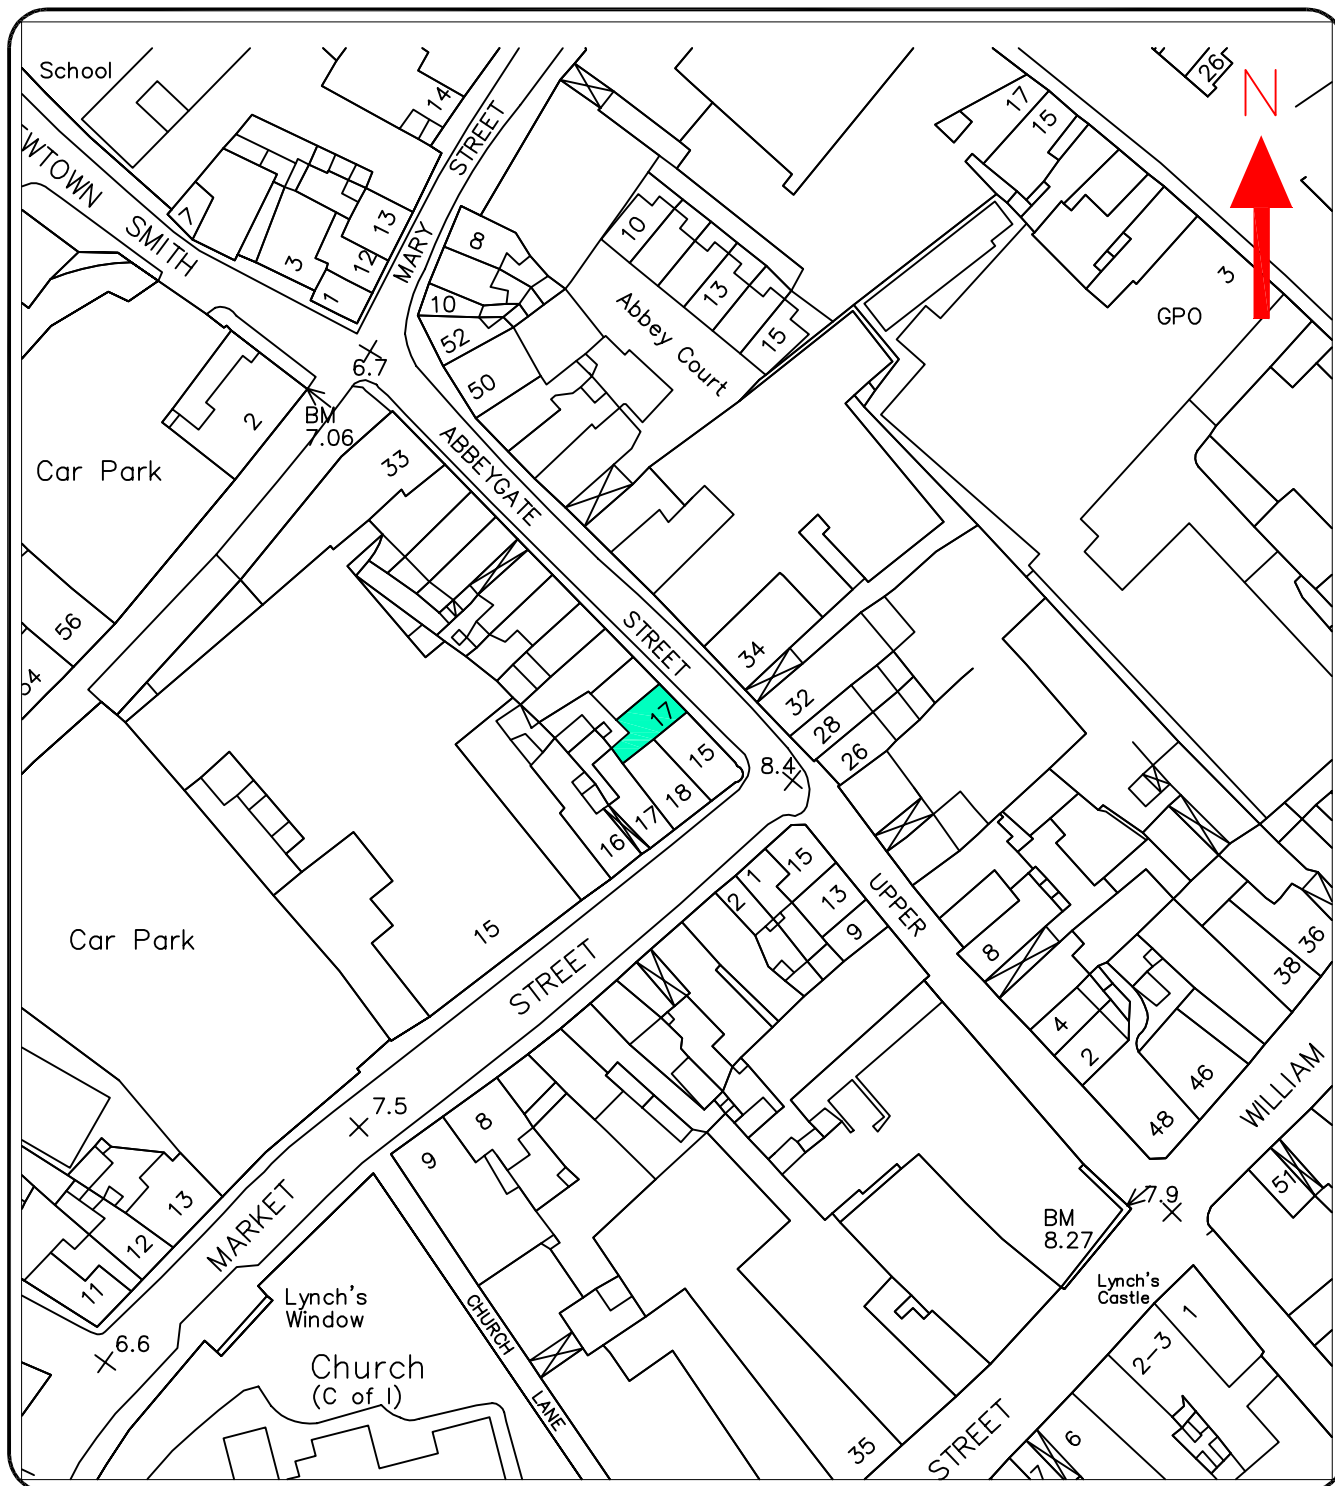 School
14
STREET
26
N
17
15
WTOWN
SMITH
7
13
MARY
8
10
12
3
3
1
10
13
GPO
Abbey Court
52
15
6.7
50
2
BM
7.06
Car Park
33
ABBEYGATE
STREET
56
34
17
32
28
15
26
8.4
18
17
16
1
15
2
13
UPPER
9
15
Car Park
STREET
8
36
38
4
2
46
WILLIAM
7.5
8
48
9
51
7.9
13
BM
8.27
MARKET
12
11
Lynch's
Window
CHURCH
Lynch's
Castle
1
6.6
2-3
Church
(C of I)
LANE
STREET
35
6
7